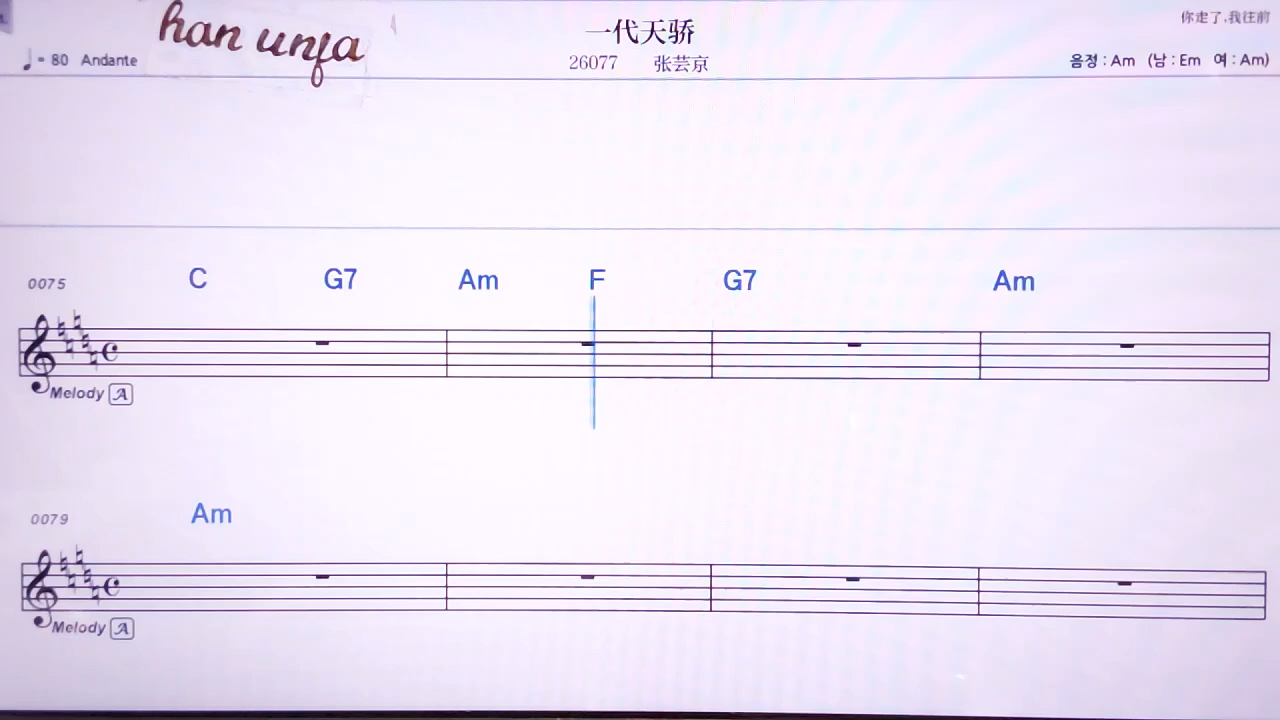 han unfa
一代天骄
你走了.我往前
♩= 80 Andante
26077 张芸京
음정 : Am (남 : Em 여 : Am)
0075 C G7 Am F G7 Am
Melody A
0079 Am
Melody A